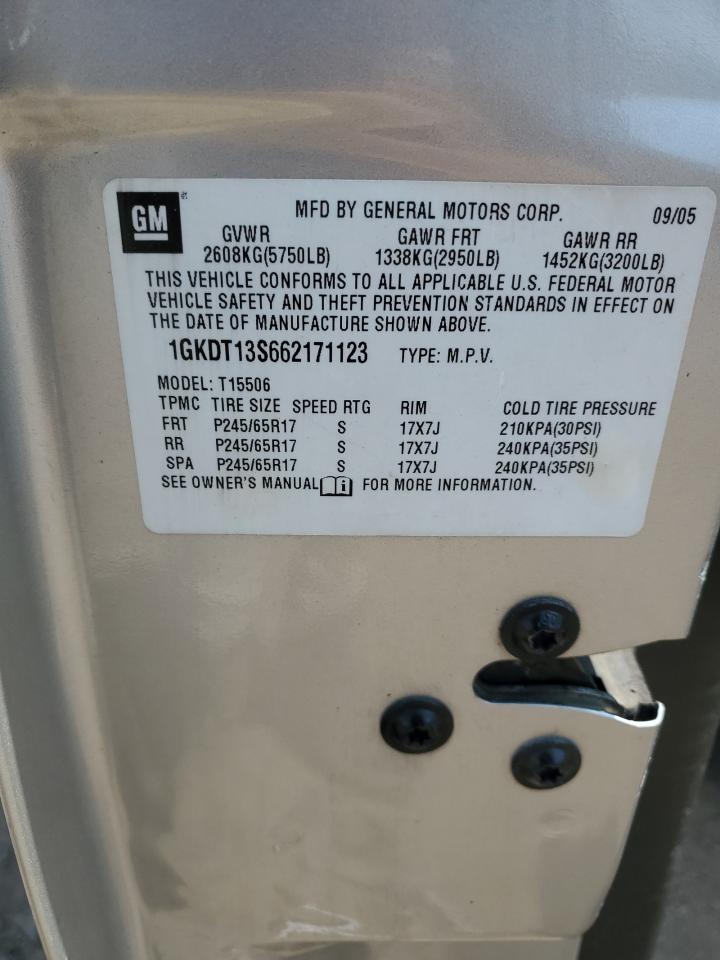 GM
MFD BY GENERAL MOTORS CORP. 09/05
GVWR GAWR FRT GAWR RR
2608KG(5750LB) 1338KG(2950LB) 1452KG(3200LB)
THIS VEHICLE CONFORMS TO ALL APPLICABLE U.S. FEDERAL MOTOR
VEHICLE SAFETY AND THEFT PREVENTION STANDARDS IN EFFECT ON
THE DATE OF MANUFACTURE SHOWN ABOVE.
1GKDT13S662171123 TYPE: M.P.V.
MODEL: T15506
TPMC TIRE SIZE SPEED RTG RIM COLD TIRE PRESSURE
FRT P245/65R17 S 17X7J 210KPA(30PSI)
RR P245/65R17 S 17X7J 240KPA(35PSI)
SPA P245/65R17 S 17X7J 240KPA(35PSI)
SEE OWNER'S MANUAL i FOR MORE INFORMATION.